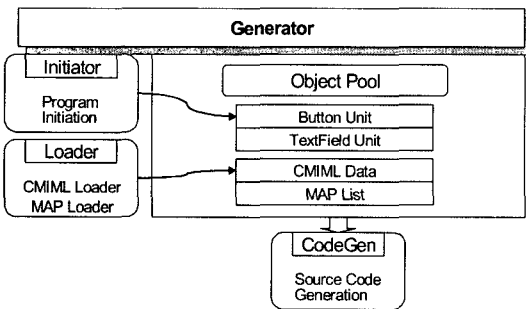 Generator
Initiator
Program
Initiation
Object Pool
Button Unit
TextField Unit
Loader
CMIML Loader
MAP Loader
CMIML Data
MAP List
CodeGen
Source Code
Generation